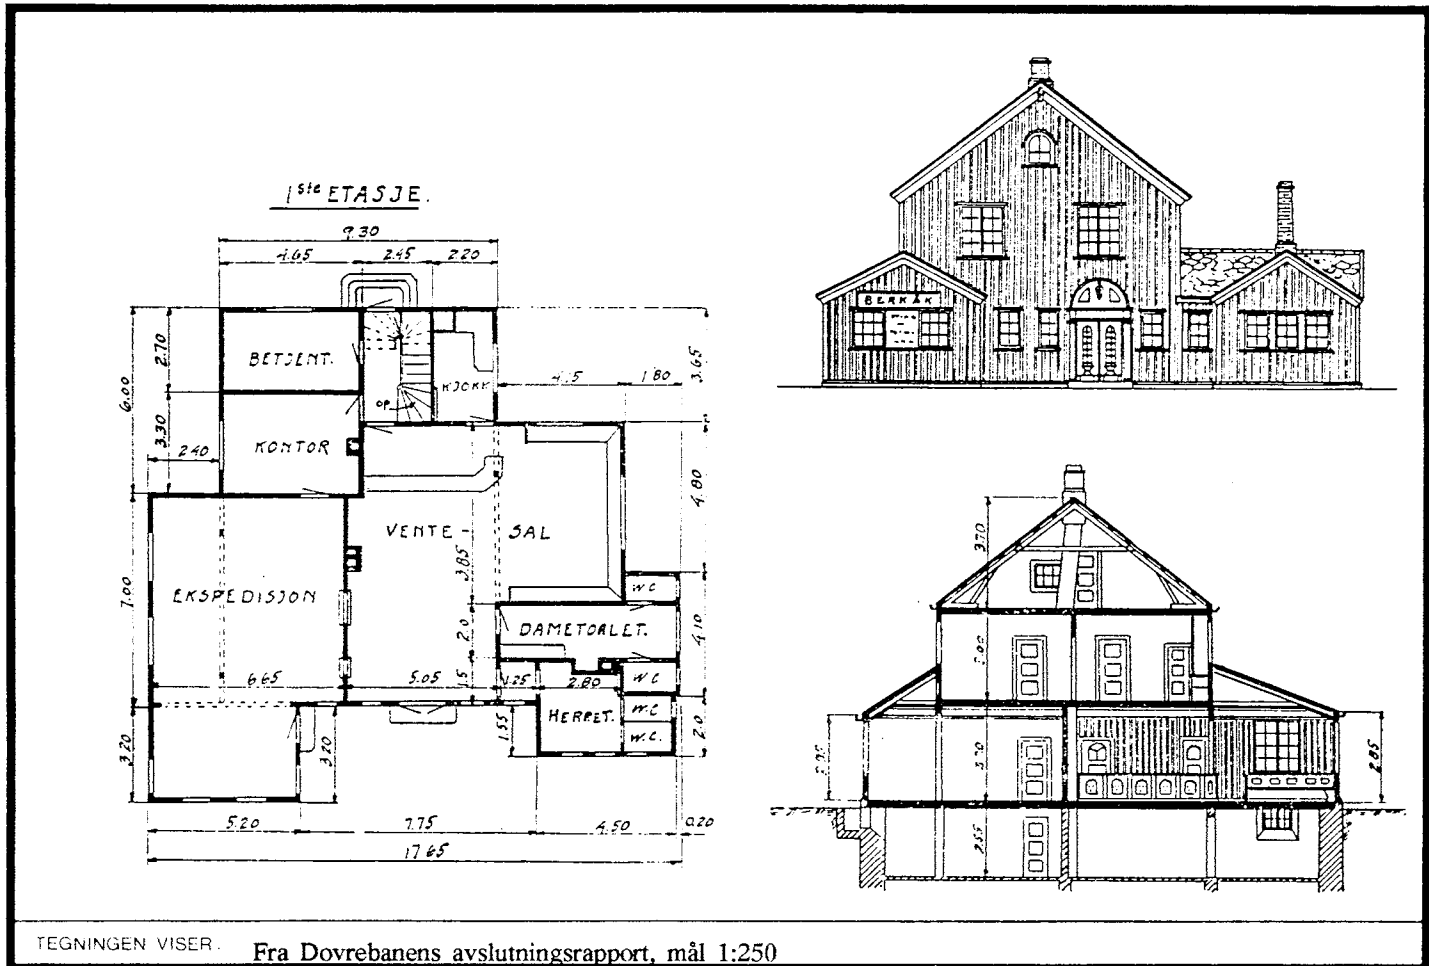 1ste ETASJE.
9.30
4.65 2.45 2.20
BETJENT.
KJØKK.
KONTOR
OP
2.70
6.00
3.30
2.40
4.15 1.80
3.65
4.80
VENTE - SAL
3.85
W.C
EKSPEDISJON
7.00
DAMETOALET.
2.0
4.10
6.65 5.05 1.5 1.25 2.80
W.C
HERRET.
W.C
W.C.
1.55
2.0
3.20
3.20
5.20 7.75 4.50 0.20
17.65
BERKÅK
3.70
3.00
3.70
2.85
2.55
TEGNINGEN VISER:
Fra Dovrebanens avslutningsrapport, mål 1:250